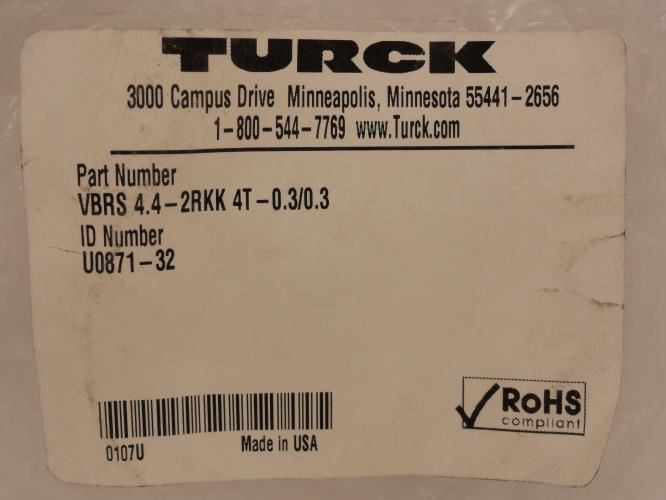 TURCK
3000 Campus Drive Minneapolis, Minnesota 55441-2656
1-800-544-7769 www.Turck.com
Part Number
VBRS 4.4-2RKK 4T-0.3/0.3
ID Number
U0871-32
RoHS
compliant
0107U Made in USA